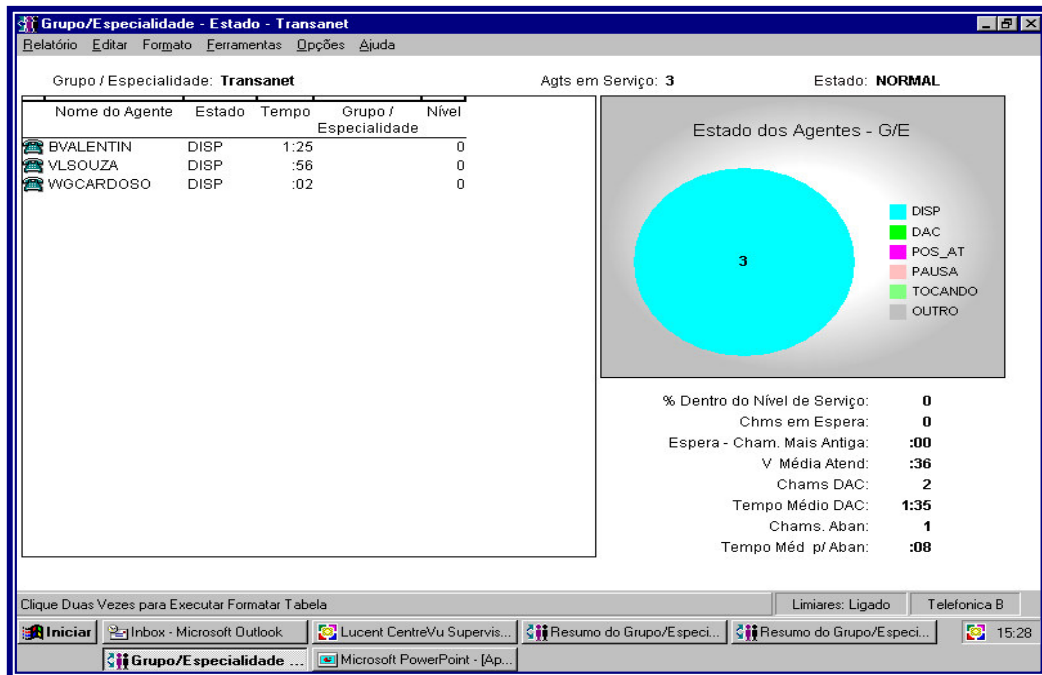 Grupo/Especialidade - Estado - Transanet
Relatório Editar Formato Ferramentas Opções Ajuda
Grupo / Especialidade: Transanet Agts em Serviço: 3 Estado: NORMAL
Nome do Agente Estado Tempo Grupo / Especialidade Nível
BVALENTIN DISP 1:25 0
VLSOUZA DISP :56 0
WGCARDOSO DISP :02 0
Estado dos Agentes - G/E
3
DISP
DAC
POS_AT
PAUSA
TOCANDO
OUTRO
% Dentro do Nível de Serviço: 0
Chms em Espera: 0
Espera - Cham. Mais Antiga: :00
V Média Atend: :36
Chams DAC: 2
Tempo Médio DAC: 1:35
Chams. Aban: 1
Tempo Méd p/ Aban: :08
Clique Duas Vezes para Executar Formatar Tabela Limiares: Ligado Telefonica B
Iniciar Inbox - Microsoft Outlook Lucent CentreVu Supervis... Resumo do Grupo/Especi... Resumo do Grupo/Especi... 15:28
Grupo/Especialidade ... Microsoft PowerPoint - [Ap...